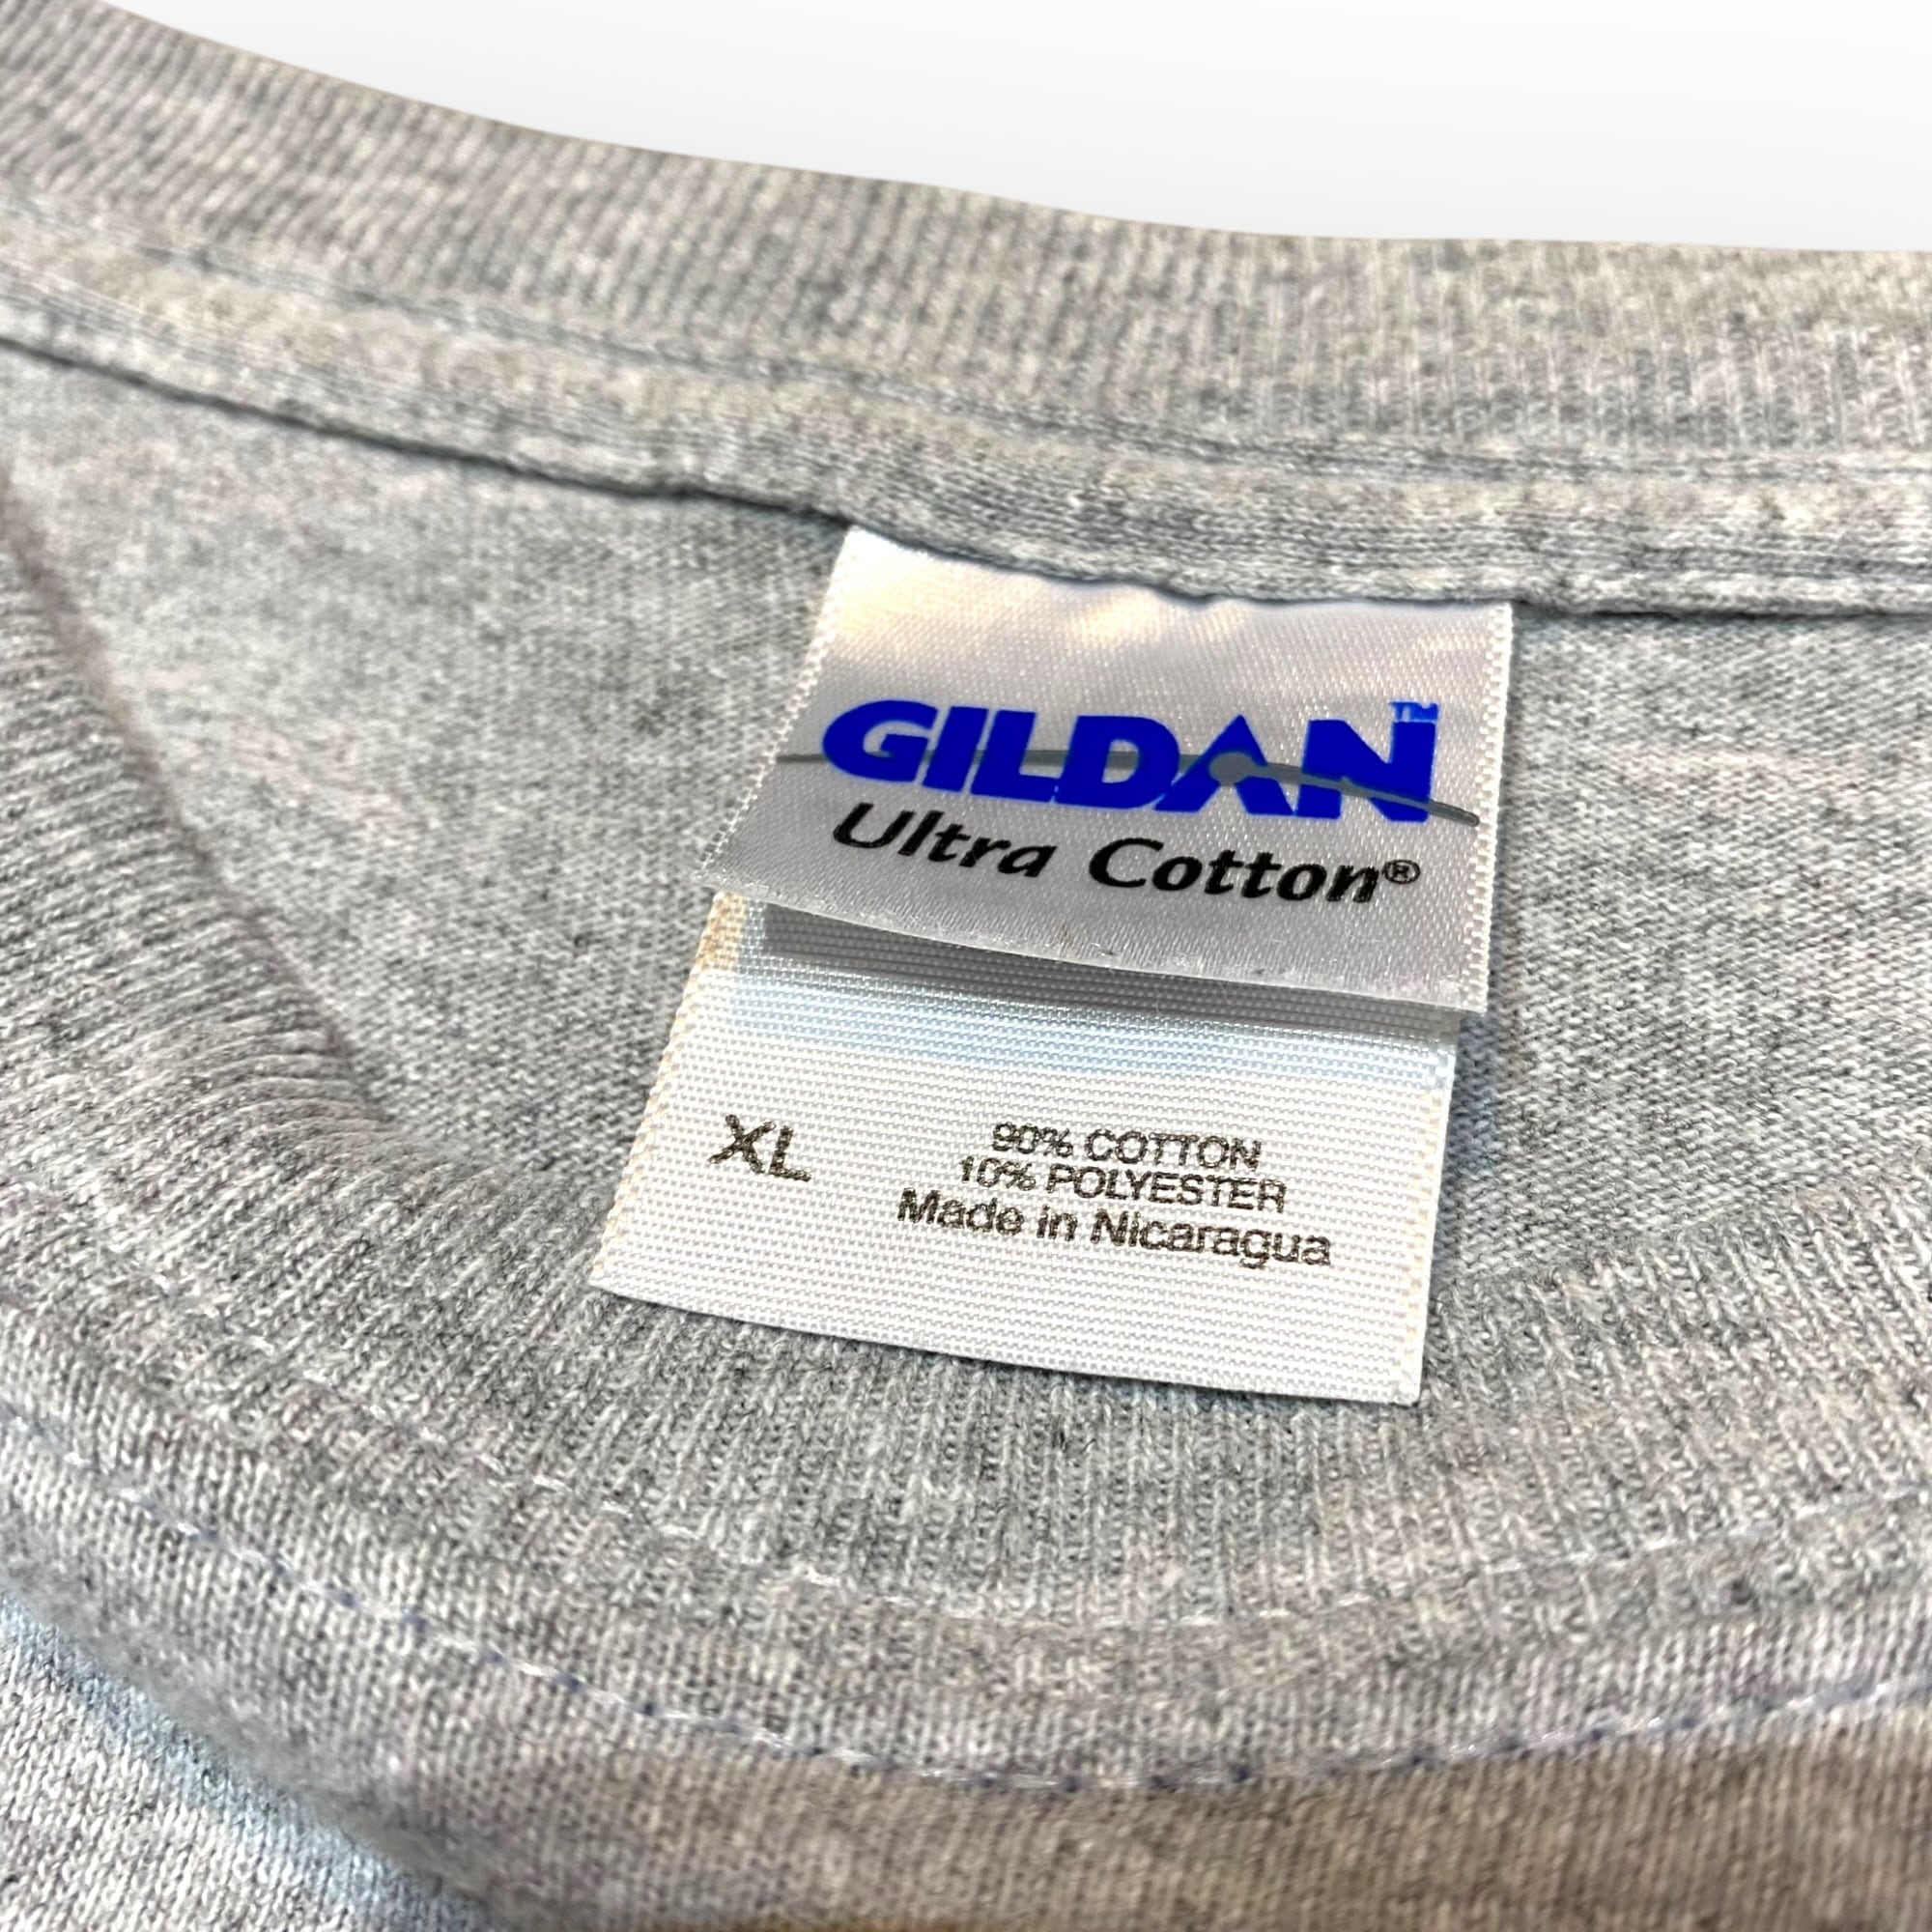 GILDAN™
Ultra Cotton®
XL
90% COTTON
10% POLYESTER
Made in Nicaragua